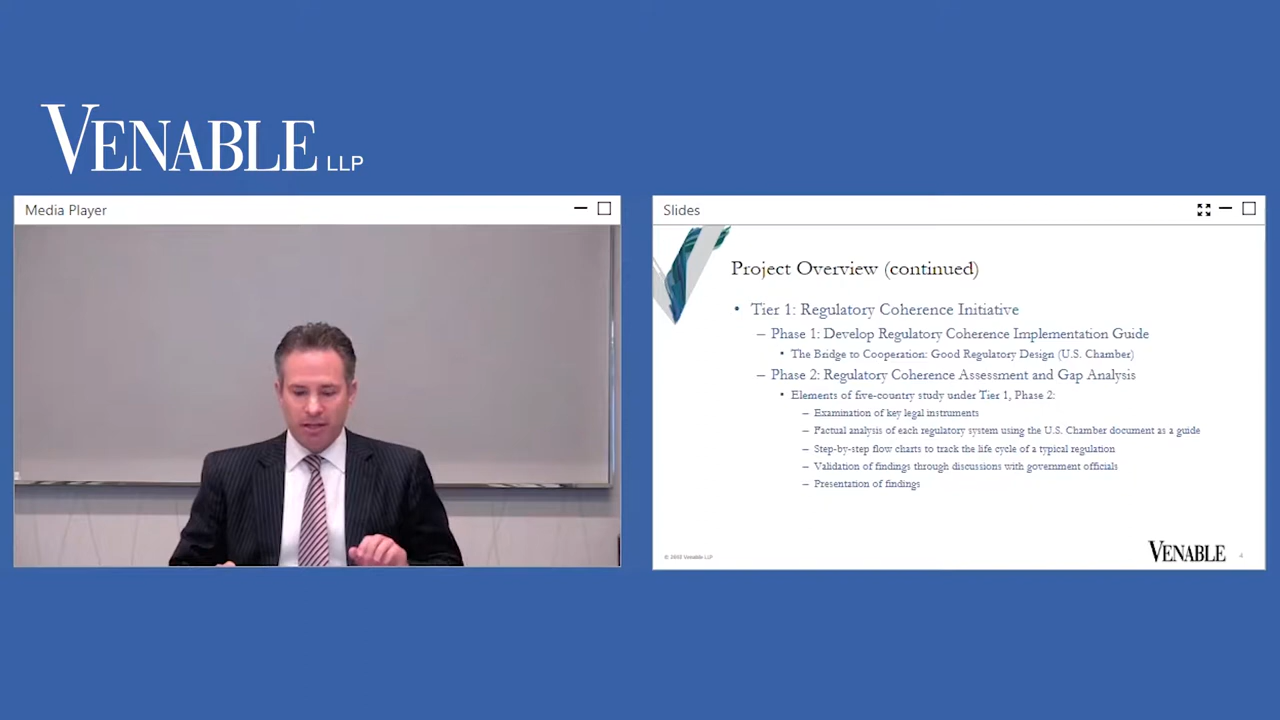 VENABLE LLP
Media Player
Slides
Project Overview (continued)
• Tier 1: Regulatory Coherence Initiative
– Phase 1: Develop Regulatory Coherence Implementation Guide
• The Bridge to Cooperation: Good Regulatory Design (U.S. Chamber)
– Phase 2: Regulatory Coherence Assessment and Gap Analysis
• Elements of five-country study under Tier 1, Phase 2:
– Examination of key legal instruments
– Factual analysis of each regulatory system using the U.S. Chamber document as a guide
– Step-by-step flow charts to track the life cycle of a typical regulation
– Validation of findings through discussions with government officials
– Presentation of findings
© Venable LLP
VENABLE
4